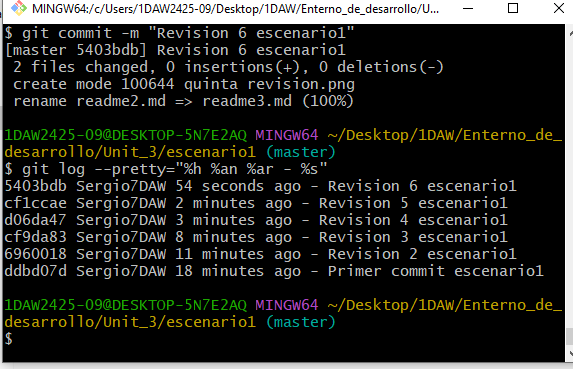 MINGW64:/c/Users/1DAW2425-09/Desktop/1DAW/Enterno_de_desarrollo/U...
$ git commit -m "Revision 6 escenario1"
[master 5403bdb] Revision 6 escenario1
 2 files changed, 0 insertions(+), 0 deletions(-)
 create mode 100644 quinta revision.png
 rename readme2.md => readme3.md (100%)
1DAW2425-09@DESKTOP-5N7E2AQ MINGW64 ~/Desktop/1DAW/Enterno_de_
desarrollo/Unit_3/escenario1 (master)
$ git log --pretty="%h %an %ar - %s"
5403bdb Sergio7DAW 54 seconds ago - Revision 6 escenario1
cf1ccae Sergio7DAW 2 minutes ago - Revision 5 escenario1
d06da47 Sergio7DAW 3 minutes ago - Revision 4 escenario1
cf9da83 Sergio7DAW 8 minutes ago - Revision 3 escenario1
6960018 Sergio7DAW 11 minutes ago - Revision 2 escenario1
ddbd07d Sergio7DAW 18 minutes ago - Primer commit escenario1
1DAW2425-09@DESKTOP-5N7E2AQ MINGW64 ~/Desktop/1DAW/Enterno_de_
desarrollo/Unit_3/escenario1 (master)
$